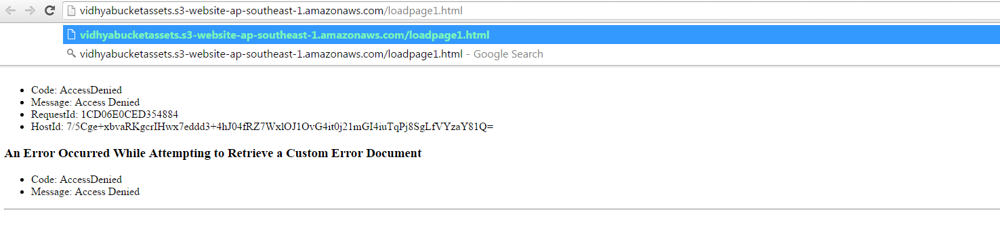 vidhyabucketassets.s3-website-ap-southeast-1.amazonaws.com/loadpage1.html
vidhyabucketassets.s3-website-ap-southeast-1.amazonaws.com/loadpage1.html
vidhyabucketassets.s3-website-ap-southeast-1.amazonaws.com/loadpage1.html - Google Search
• Code: AccessDenied
• Message: Access Denied
• RequestId: 1CD06E0CED354884
• HostId: 7/5Cge+xbvaRKgcrIHwx7eddd3+4hJ04fRZ7WxlOJ1OvG4it0j21mGI4iuTqPj8SgLfVYzaY81Q=
An Error Occurred While Attempting to Retrieve a Custom Error Document
• Code: AccessDenied
• Message: Access Denied